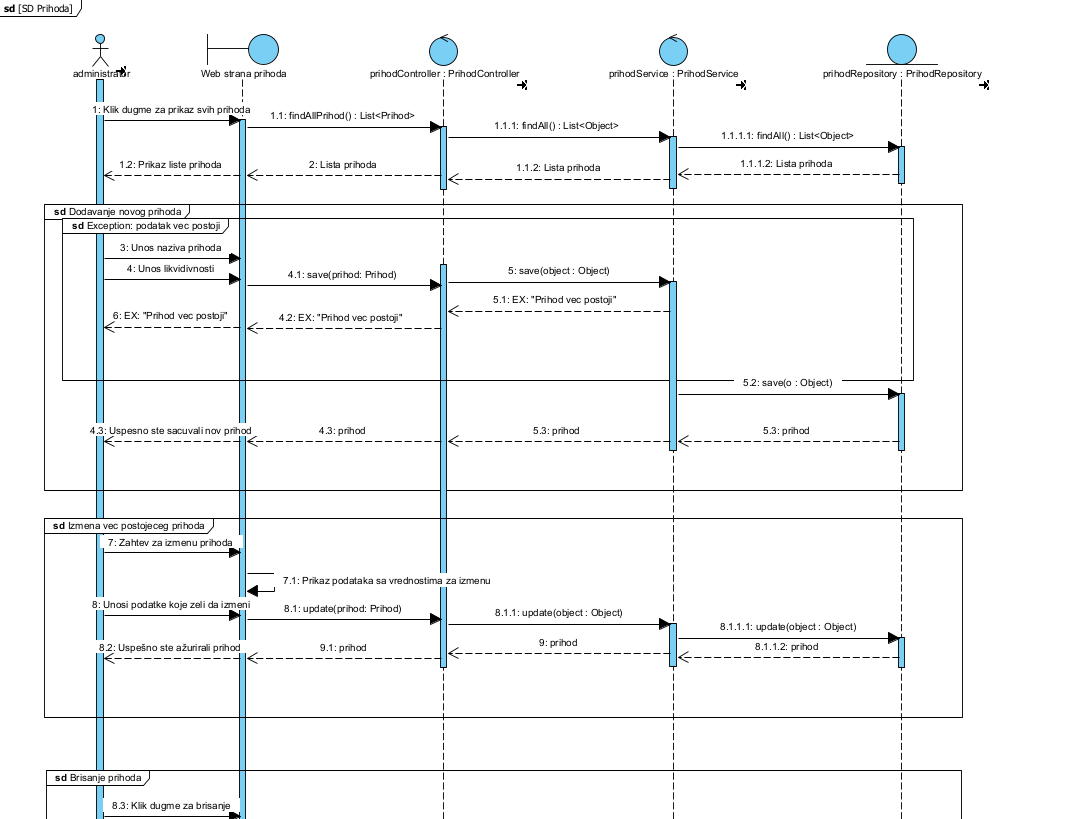 sd [SD Prihoda]
administrator
Web strana prihoda
prihodController : PrihodController
prihodService : PrihodService
prihodRepository : PrihodRepository
1: Klik dugme za prikaz svih prihoda
1.1: findAllPrihod() : List<Prihod>
1.1.1: findAll() : List<Object>
1.1.1.1: findAll() : List<Object>
1.2: Prikaz liste prihoda
2: Lista prihoda
1.1.2: Lista prihoda
1.1.1.2: Lista prihoda
sd Dodavanje novog prihoda
sd Exception: podatak vec postoji
3: Unos naziva prihoda
4: Unos likvidivnosti
4.1: save(prihod: Prihod)
5: save(object : Object)
5.1: EX: "Prihod vec postoji"
6: EX: "Prihod vec postoji"
4.2: EX: "Prihod vec postoji"
5.2: save(o : Object)
4.3: Uspesno ste sacuvali nov prihod
4.3: prihod
5.3: prihod
5.3: prihod
sd Izmena vec postojeceg prihoda
7: Zahtev za izmenu prihoda
7.1: Prikaz podataka sa vrednostima za izmenu
8: Unosi podatke koje zeli da izmeni
8.1: update(prihod: Prihod)
8.1.1: update(object : Object)
8.1.1.1: update(object : Object)
8.2: Uspešno ste ažurirali prihod
9.1: prihod
9: prihod
8.1.1.2: prihod
sd Brisanje prihoda
8.3: Klik dugme za brisanje